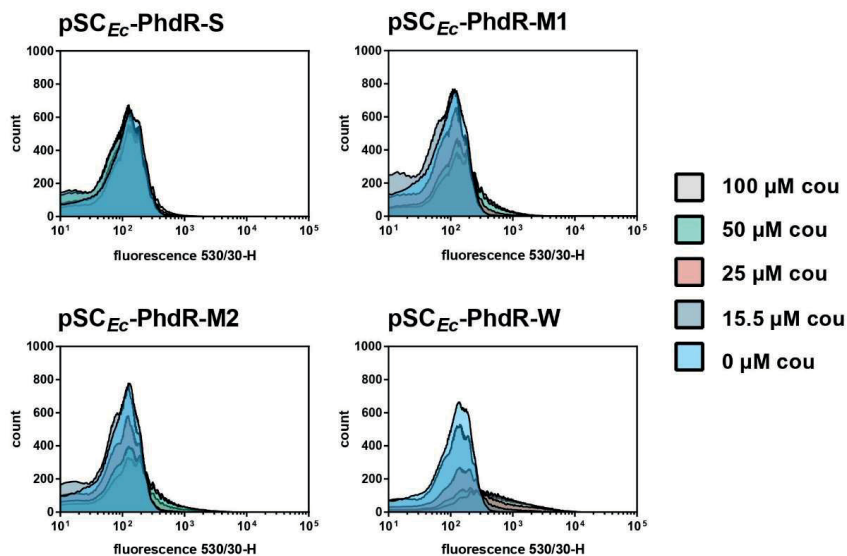 pSCEc-PhdR-S
1000
800
600
400
200
0
count
10¹ 10² 10³ 10⁴ 10⁵
fluorescence 530/30-H
pSCEc-PhdR-M1
1000
800
600
400
200
0
count
10¹ 10² 10³ 10⁴ 10⁵
fluorescence 530/30-H
pSCEc-PhdR-M2
1000
800
600
400
200
0
count
10¹ 10² 10³ 10⁴ 10⁵
fluorescence 530/30-H
pSCEc-PhdR-W
1000
800
600
400
200
0
count
10¹ 10² 10³ 10⁴ 10⁵
fluorescence 530/30-H
100 µM cou
50 µM cou
25 µM cou
15.5 µM cou
0 µM cou